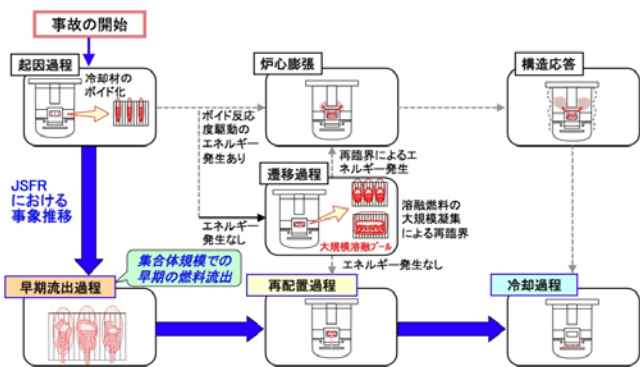 事故の開始
起因過程
冷却材の
ボイド化
炉心膨張
構造応答
ボイド反応
度駆動の
エネルギー
発生あり
再臨界によるエ
ネルギー発生
遷移過程
JSFR
における
事象推移
溶融燃料の
大規模凝集
による再臨界
大規模溶融プール
エネルギー
発生なし
エネルギー発生なし
集合体規模での
早期の燃料流出
早期流出過程
再配置過程
冷却過程